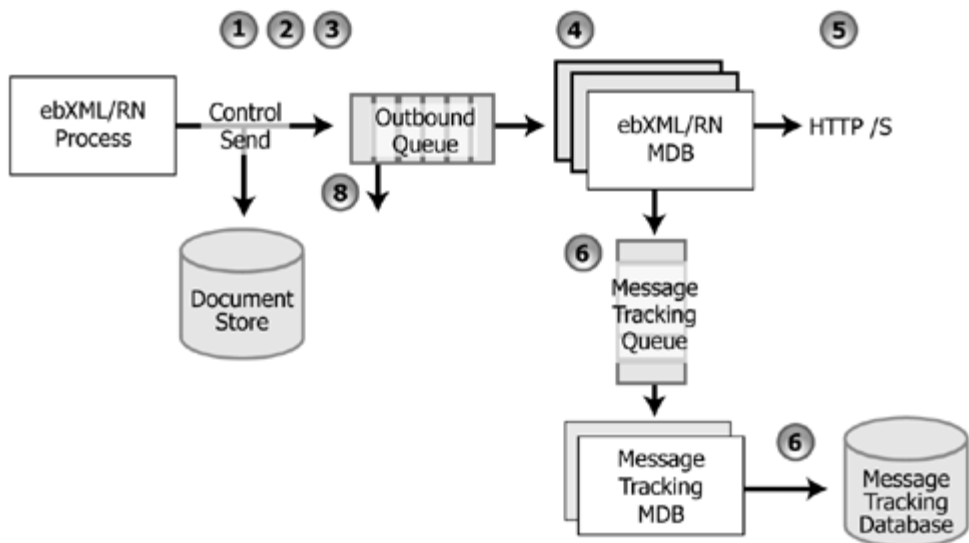 1 2 3 4 5
ebXML/RN
Process
Control
Send
Outbound
Queue
ebXML/RN
MDB
HTTP /S
8
Document
Store
6
Message
Tracking
Queue
Message
Tracking
MDB
6
Message
Tracking
Database